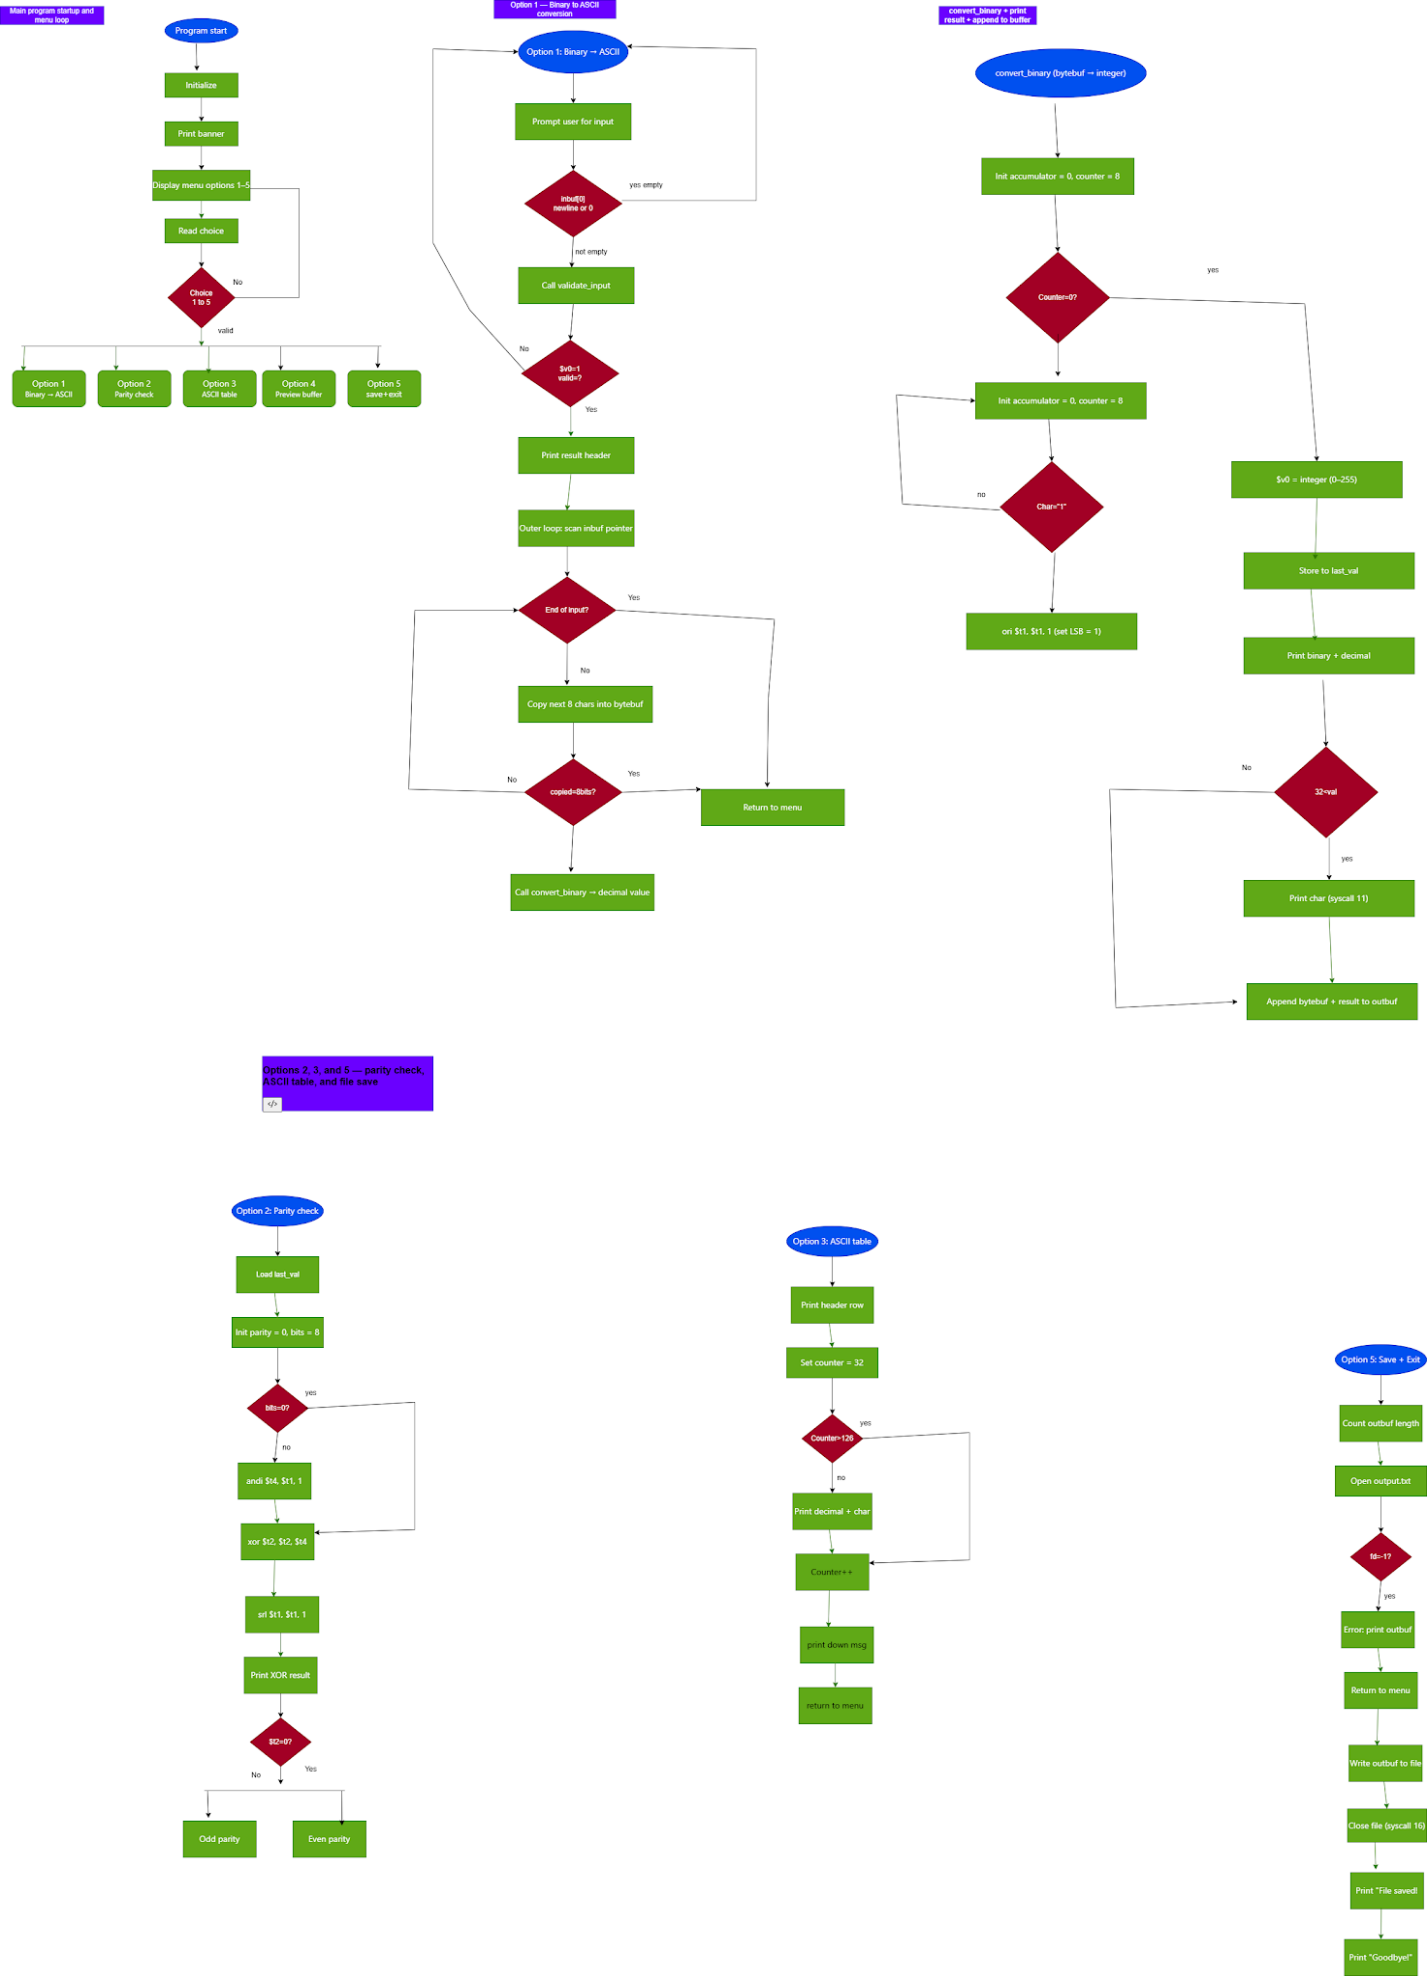 Main program startup and
menu loop
Program start
Initialize
Print banner
Display menu options 1–5
Read choice
Choice
1 to 5
No
valid
Option 1
Binary → ASCII
Option 2
Parity check
Option 3
ASCII table
Option 4
Preview buffer
Option 5
save+exit
Option 1 — Binary to ASCII
conversion
Option 1: Binary → ASCII
Prompt user for input
inbuf[0]
newline or 0
yes empty
not empty
Call validate_input
$v0=1
valid=?
No
Yes
Print result header
Outer loop: scan inbuf pointer
End of input?
Yes
No
Copy next 8 chars into bytebuf
copied=8bits?
No
Yes
Return to menu
Call convert_binary → decimal value
convert_binary + print
result + append to buffer
convert_binary (bytebuf → integer)
Init accumulator = 0, counter = 8
Counter=0?
yes
Init accumulator = 0, counter = 8
Char="1"
no
ori $t1, $t1, 1 (set LSB = 1)
$v0 = integer (0–255)
Store to last_val
Print binary + decimal
32<val
No
yes
Print char (syscall 11)
Append bytebuf + result to outbuf
Options 2, 3, and 5 — parity check,
ASCII table, and file save
</>
Option 2: Parity check
Load last_val
Init parity = 0, bits = 8
bits=0?
yes
no
andi $t4, $t1, 1
xor $t2, $t2, $t4
srl $t1, $t1, 1
Print XOR result
$t2=0?
No
Yes
Odd parity
Even parity
Option 3: ASCII table
Print header row
Set counter = 32
Counter>126
yes
no
Print decimal + char
Counter++
print down msg
return to menu
Option 5: Save + Exit
Count outbuf length
Open output.txt
fd=-1?
yes
Error: print outbuf
Return to menu
Write outbuf to file
Close file (syscall 16)
Print "File saved!
Print "Goodbye!"